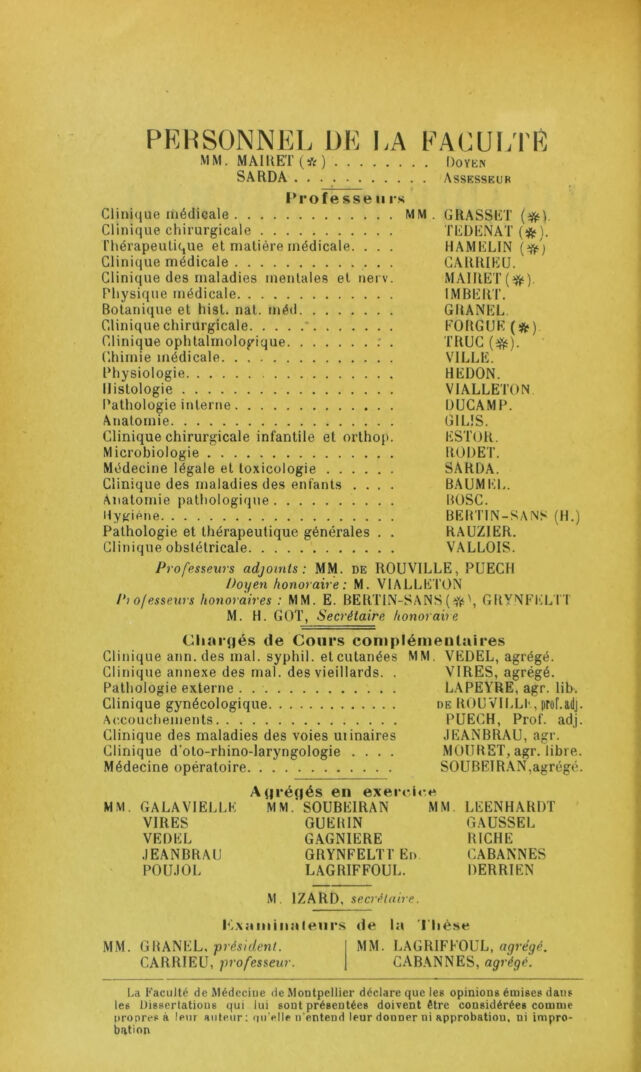 PERSONNEL DE LA FACULTÉ
MM. MAIRET (✻) . . . . . . . . DOYEN
SARDA . . . . . . . . . . . ASSESSEUR
Professeurs
Clinique médicale . . . . . . . . . . . . . MM. GRASSET (✻).
Clinique chirurgicale . . . . . . . . . . . TEDENAT (✻).
Thérapeutique et matière médicale. . . . HAMELIN (✻)
Clinique médicale . . . . . . . . . . . . . CARRIEU.
Clinique des maladies mentales et nerv. MAIRET (✻).
Physique médicale. . . . . . . . . . . . . IMBERT.
Botanique et hist. nat. méd. . . . . . . . GRANEL.
Clinique chirurgicale. . . . . . . . . . . . FORGUE (✻)
Clinique ophtalmologique. . . . . . . . . TRUC (✻).
Chimie médicale. . . . . . . . . . . . . . VILLE.
Physiologie. . . . . . . . . . . . . . . . . HEDON.
Histologie . . . . . . . . . . . . . . . . . VIALLETON
Pathologie interne . . . . . . . . . . . . . DUCAMP.
Anatomie. . . . . . . . . . . . . . . . . . GILIS.
Clinique chirurgicale infantile et orthop. ESTOR.
Microbiologie . . . . . . . . . . . . . . . RODET.
Médecine légale et toxicologie . . . . . . SARDA.
Clinique des maladies des enfants . . . . BAUMEL.
Anatomie pathologique . . . . . . . . . . BOSC.
Hygiène. . . . . . . . . . . . . . . . . . . BERTIN-SANS (H.)
Pathologie et thérapeutique générales . . RAUZIER.
Clinique obstétricale. . . . . . . . . . . . VALLOIS.
Professeurs adjoints : MM. DE ROUVILLE, PUECH
Doyen honoraire : M. VIALLETON
Professeurs honoraires : MM. E. BERTIN-SANS (✻), GRYNFELTT
M. H. GOT, Secrétaire honoraire
Chargés de Cours complémentaires
Clinique ann. des mal. syphil. et cutanées MM. VEDEL, agrégé.
Clinique annexe des mal. des vieillards. . VIRES, agrégé.
Pathologie externe . . . . . . . . . . . . . LAPEYRE, agr. lib.
Clinique gynécologique. . . . . . . . . . . DE ROUVILLE, prof. adj.
Accouchements. . . . . . . . . . . . . . . PUECH, Prof. adj.
Clinique des maladies des voies urinaires JEANBRAU, agr.
Clinique d'oto-rhino-laryngologie . . . . MOURET, agr. libre.
Médecine opératoire. . . . . . . . . . . . SOUBEIRAN, agrégé.
Agrégés en exercice
MM. GALAVIELLE MM. SOUBEIRAN MM. LEENHARDT
VIRES GUERIN GAUSSEL
VEDEL GAGNIERE RICHE
JEANBRAU GRYNFELTT ED. CABANNES
POUJOL LAGRIFFOUL. DERRIEN
M. IZARD, secrétaire.
Examinateurs de la Thèse
MM. GRANEL, président. MM. LAGRIFFOUL, agrégé.
CARRIEU, professeur. CABANNES, agrégé.
La Faculté de Médecine de Montpellier déclare que les opinions émises dans
les Dissertations qui lui sont présentées doivent être considérées comme
propres à leur auteur ; qu'elle n'entend leur donner ni approbation, ni impro-
bation